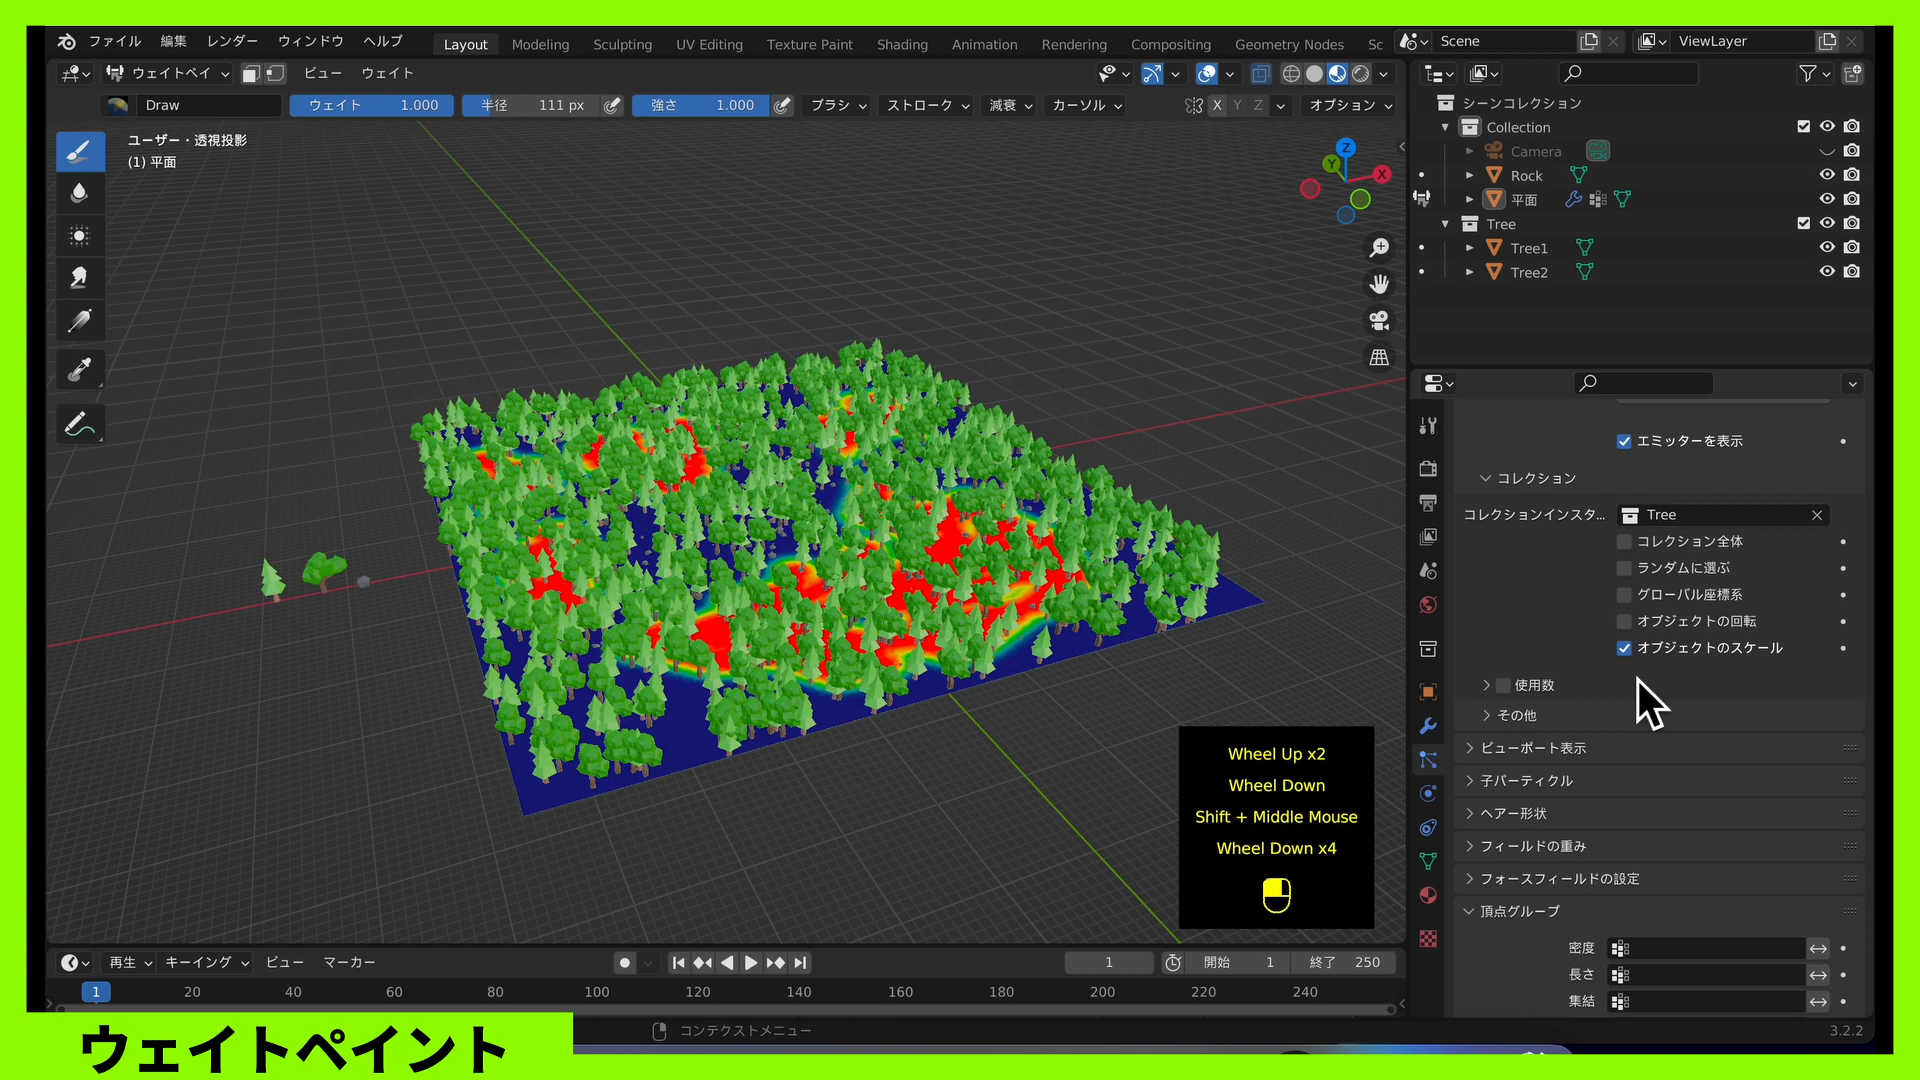 ファイル 編集 レンダー ウィンドウ ヘルプ Layout Modeling Sculpting UV Editing Texture Paint Shading Animation Rendering Compositing Geometry Nodes Sc Scene ViewLayer
ウェイトペイ ビュー ウェイト
Draw ウェイト 1.000 半径 111 px 強さ 1.000 ブラシ ストローク 減衰 カーソル X Y Z オプション
ユーザー・透視投影
(1) 平面
Z
Y
X
シーンコレクション
Collection
Camera
Rock
平面
Tree
Tree1
Tree2
エミッターを表示
コレクション
コレクションインスタ... Tree
コレクション全体
ランダムに選ぶ
グローバル座標系
オブジェクトの回転
オブジェクトのスケール
使用数
その他
ビューポート表示
子パーティクル
ヘアー形状
フィールドの重み
フォースフィールドの設定
頂点グループ
密度
長さ
集結
Wheel Up x2
Wheel Down
Shift + Middle Mouse
Wheel Down x4
再生 キーイング ビュー マーカー 1 開始 1 終了 250
1 20 40 60 80 100 120 140 160 180 200 220 240
コンテクストメニュー 3.2.2
ウェイトペイント